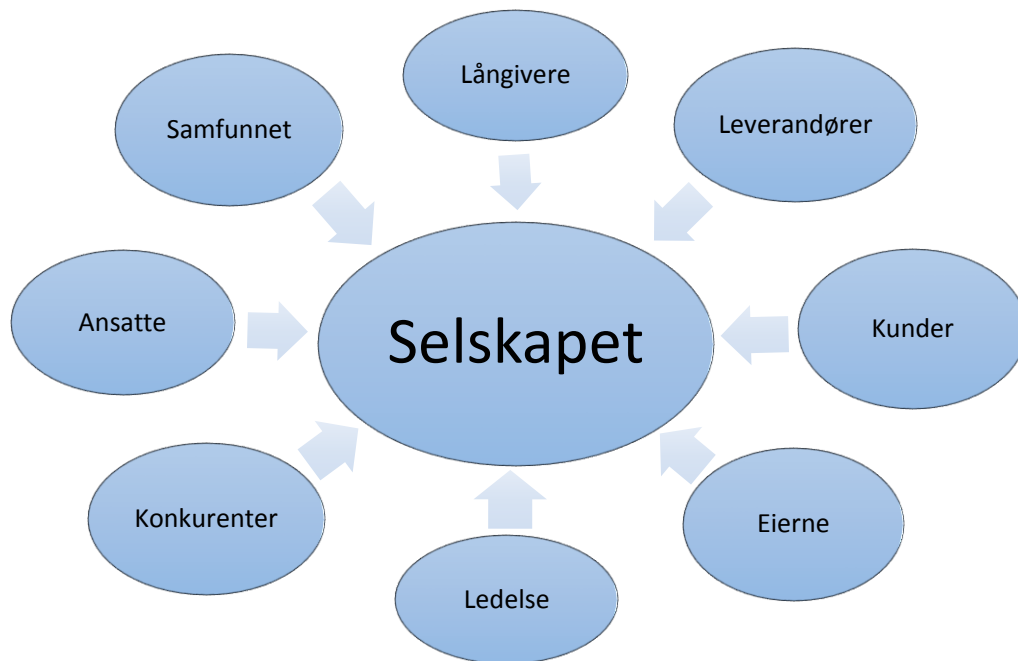 Långivere
Samfunnet
Leverandører
Ansatte
Selskapet
Kunder
Konkurenter
Eierne
Ledelse